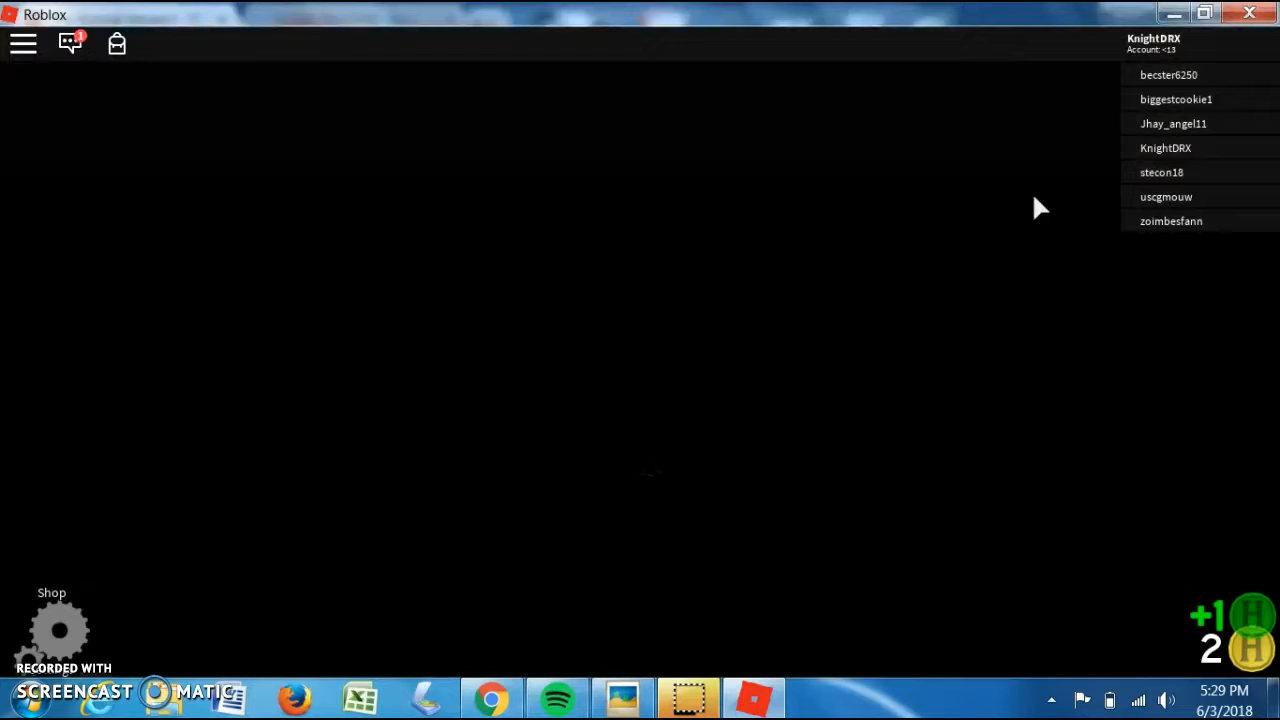 Roblox
1
KnightDRX
Account: <13
becster6250
biggestcookie1
Jhay_angel11
KnightDRX
stecon18
uscgmouw
zoimbesfann
Shop
+1 H
2 H
RECORDED WITH
SCREENCAST MATIC
5:29 PM
6/3/2018